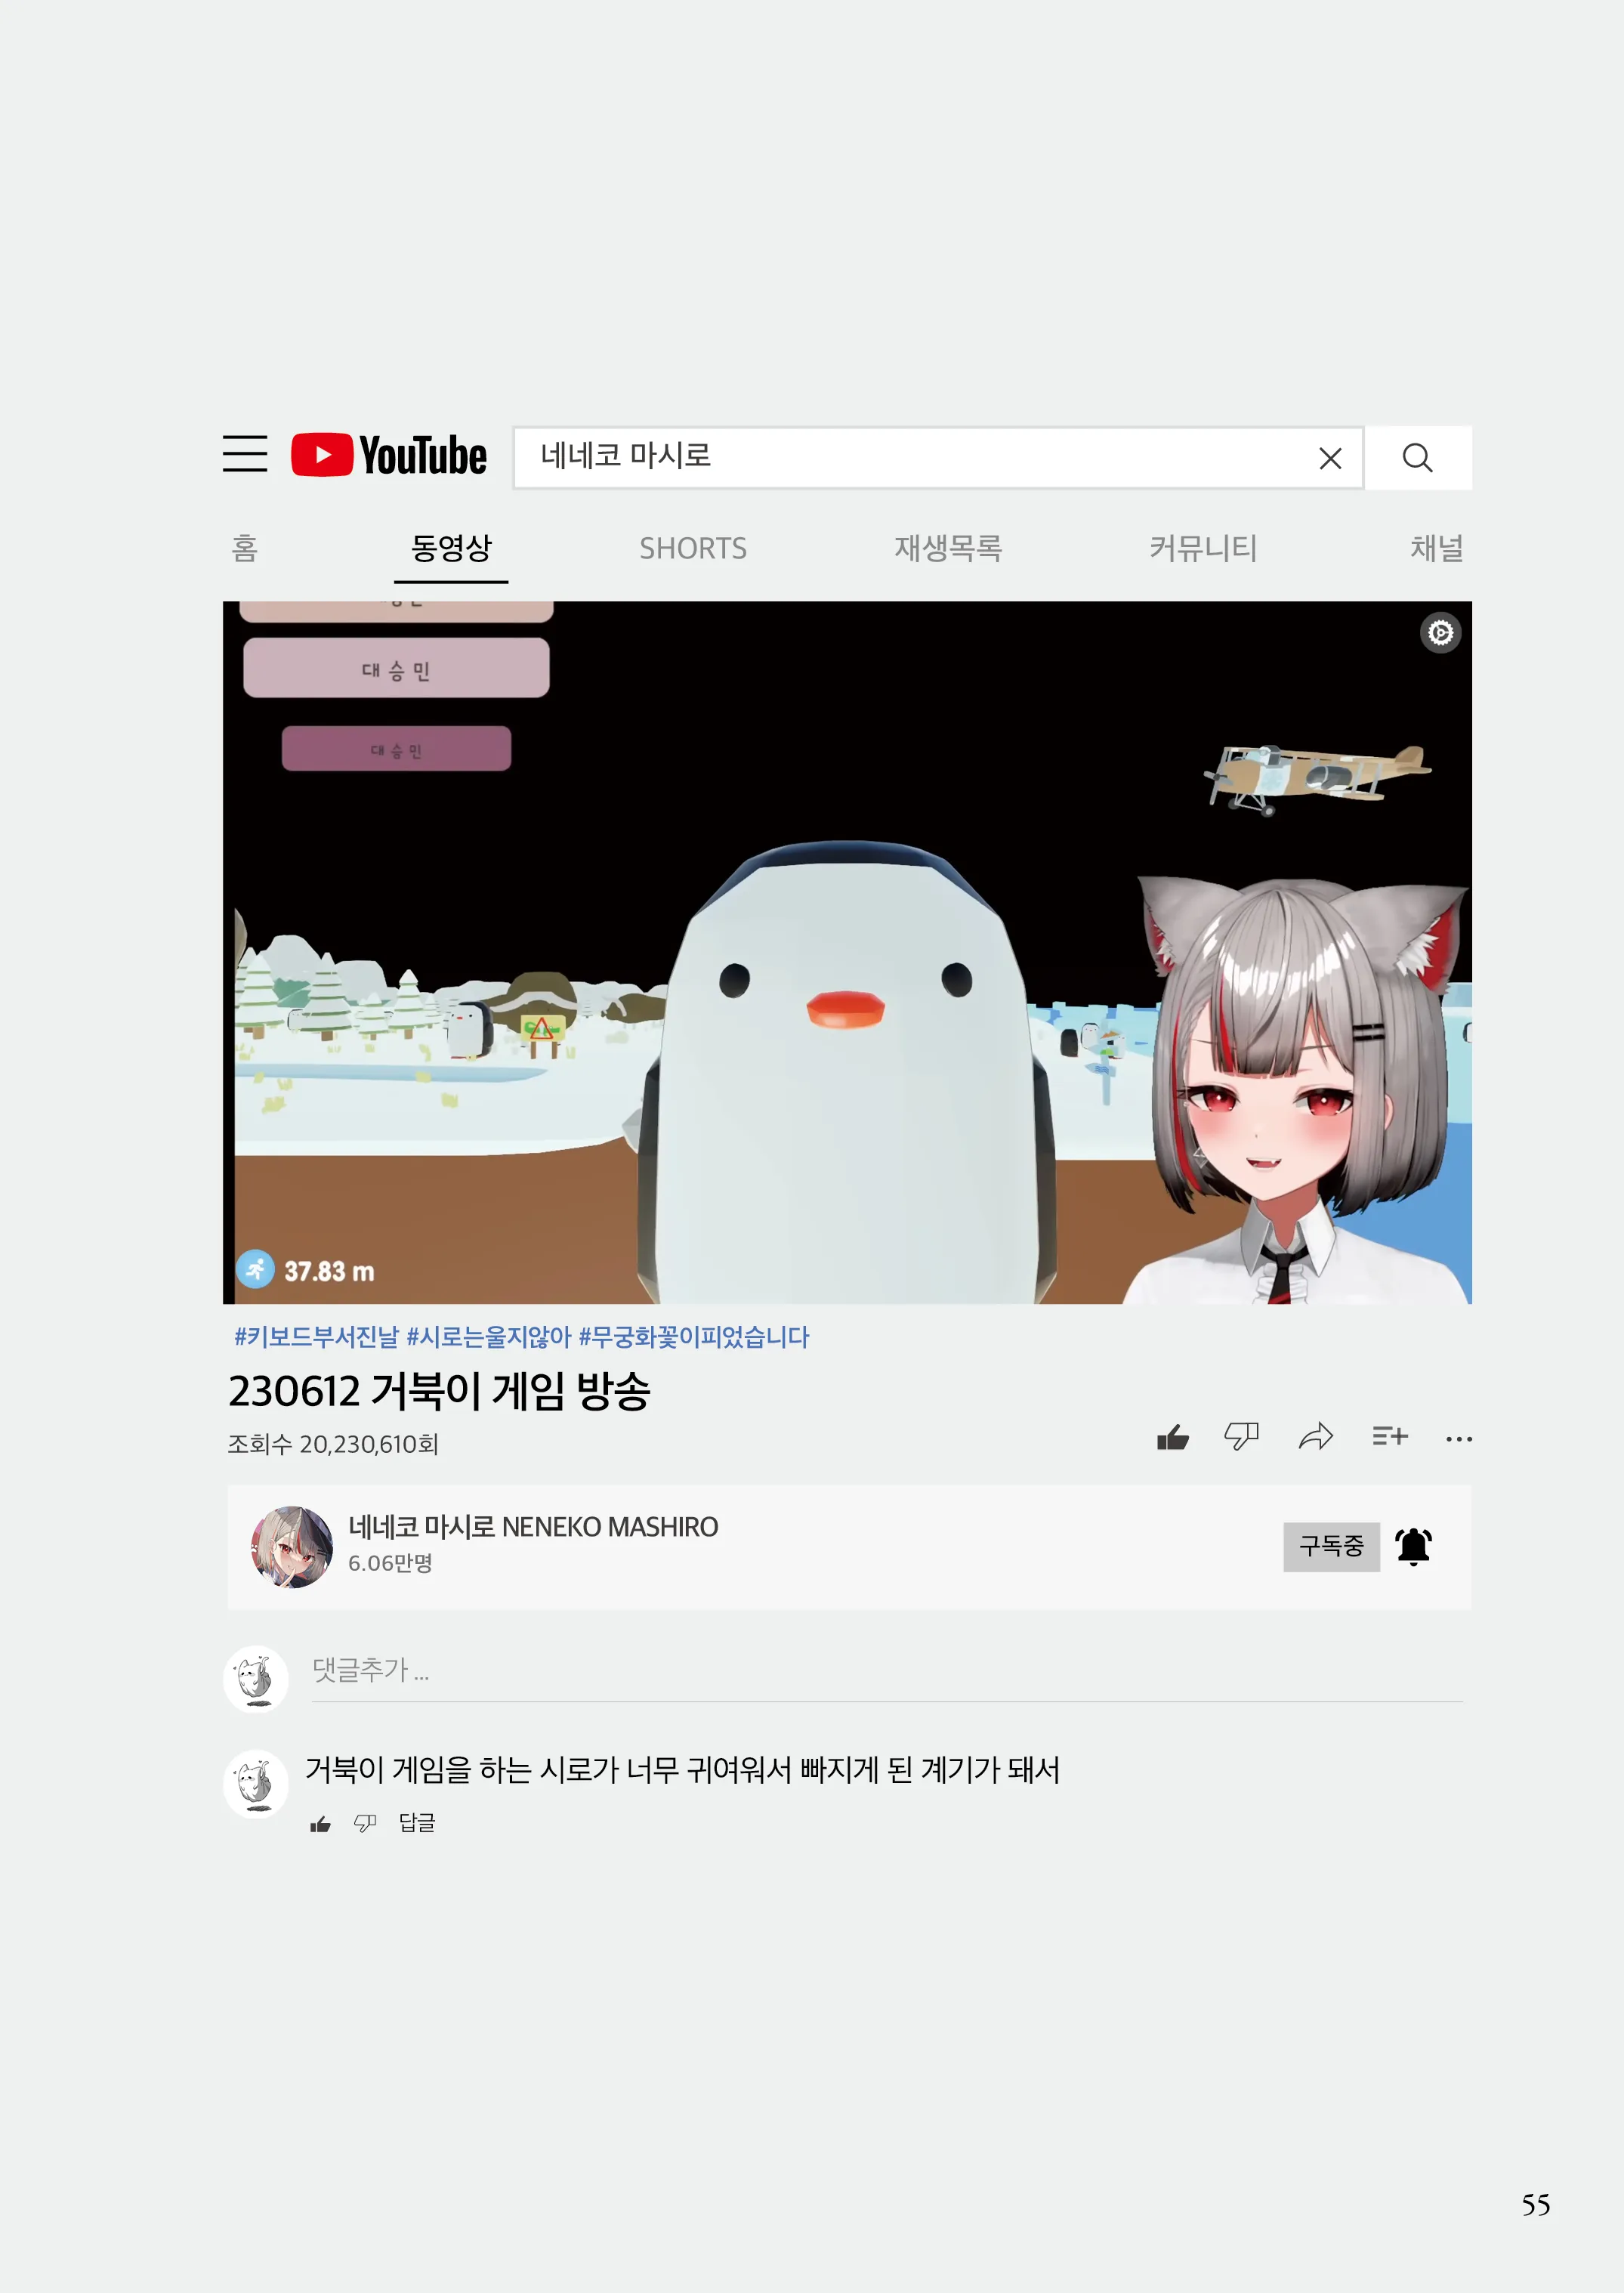 YouTube
네네코 마시로
홈 동영상 SHORTS 재생목록 커뮤니티 채널
대 승 민
대 승 민
37.83 m
#키보드부서진날 #시로는울지않아 #무궁화꽃이피었습니다
230612 거북이 게임 방송
조회수 20,230,610회
네네코 마시로 NENEKO MASHIRO
6.06만명
구독중
댓글추가 ...
거북이 게임을 하는 시로가 너무 귀여워서 빠지게 된 계기가 돼서
답글
55